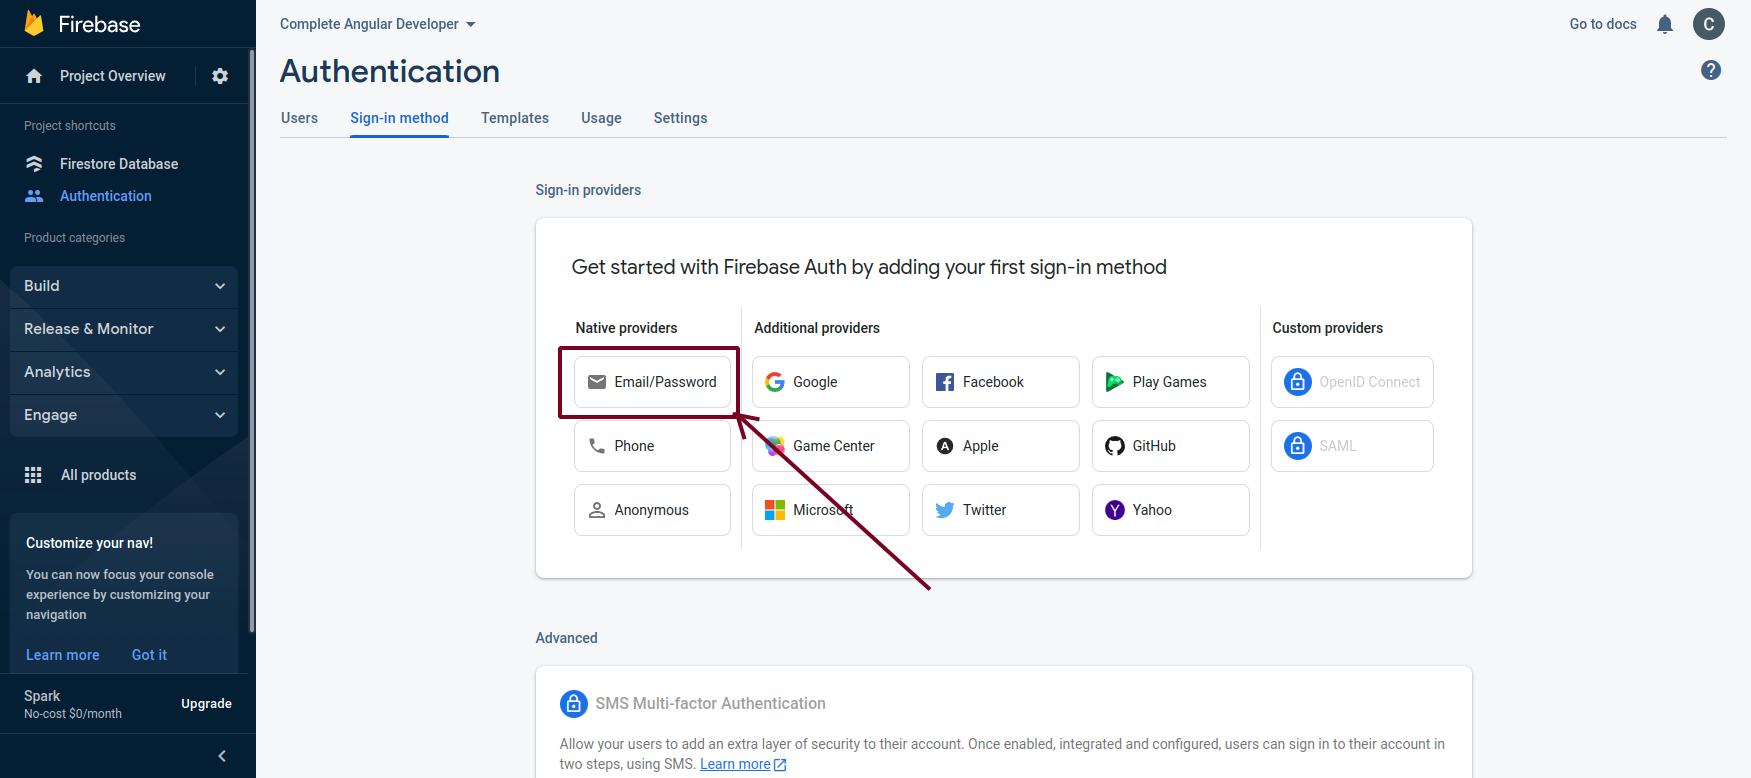 Firebase
Project Overview
Project shortcuts
Firestore Database
Authentication
Product categories
Build
Release & Monitor
Analytics
Engage
All products
Customize your nav!
You can now focus your console
experience by customizing your
navigation
Learn more Got it
Spark
No-cost $0/month
Upgrade
Complete Angular Developer
Go to docs
C
Authentication
?
Users Sign-in method Templates Usage Settings
Sign-in providers
Get started with Firebase Auth by adding your first sign-in method
Native providers
Email/Password
Phone
Anonymous
Additional providers
Google Facebook Play Games
Game Center Apple GitHub
Microsoft Twitter Yahoo
Custom providers
OpenID Connect
SAML
Advanced
SMS Multi-factor Authentication
Allow your users to add an extra layer of security to their account. Once enabled, integrated and configured, users can sign in to their account in
two steps, using SMS. Learn more